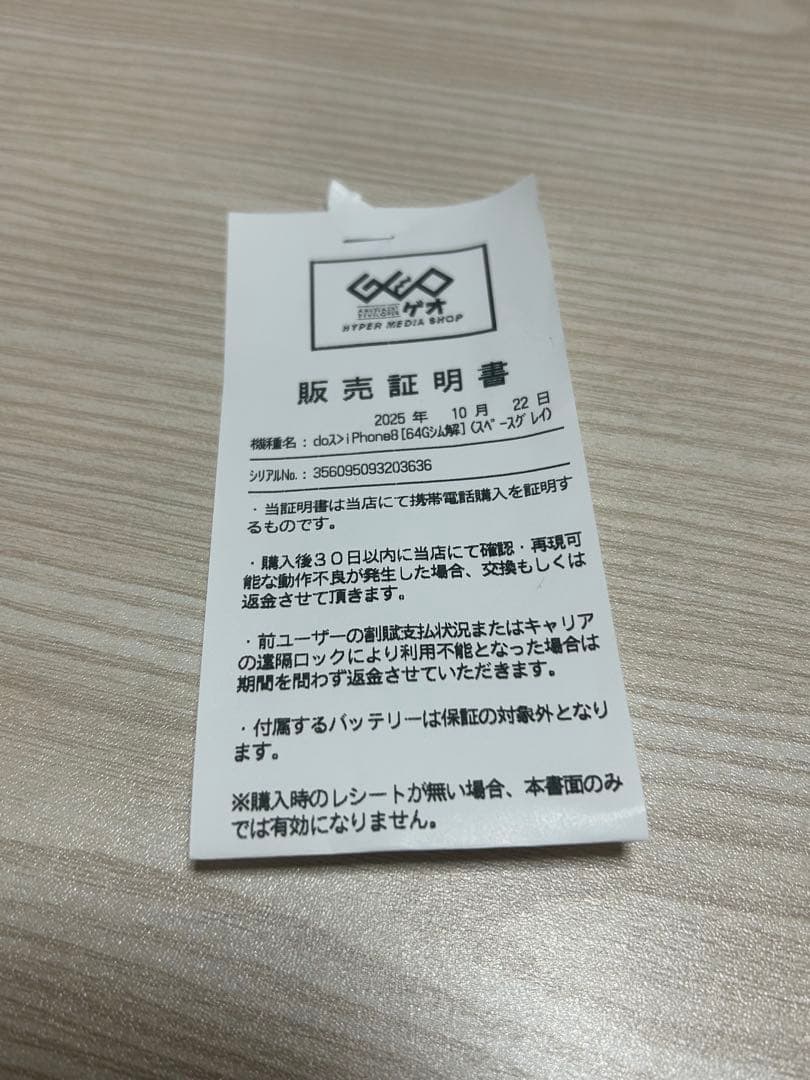 GEO
ゲオ
HYPER MEDIA SHOP
販売証明書
2025 年 10 月 22 日
機種名 : doス>iPhone8[64Gシム解](スペースグレイ)
シリアルNo. : 356095093203636
・当証明書は当店にて携帯電話購入を証明す
るものです。
・購入後30日以内に当店にて確認・再現可
能な動作不良が発生した場合、交換もしくは
返金させて頂きます。
・前ユーザーの割賦支払状況またはキャリア
の遠隔ロックにより利用不能となった場合は
期間を問わず返金させていただきます。
・付属するバッテリーは保証の対象外となり
ます。
※購入時のレシートが無い場合、本書面のみ
では有効になりません。